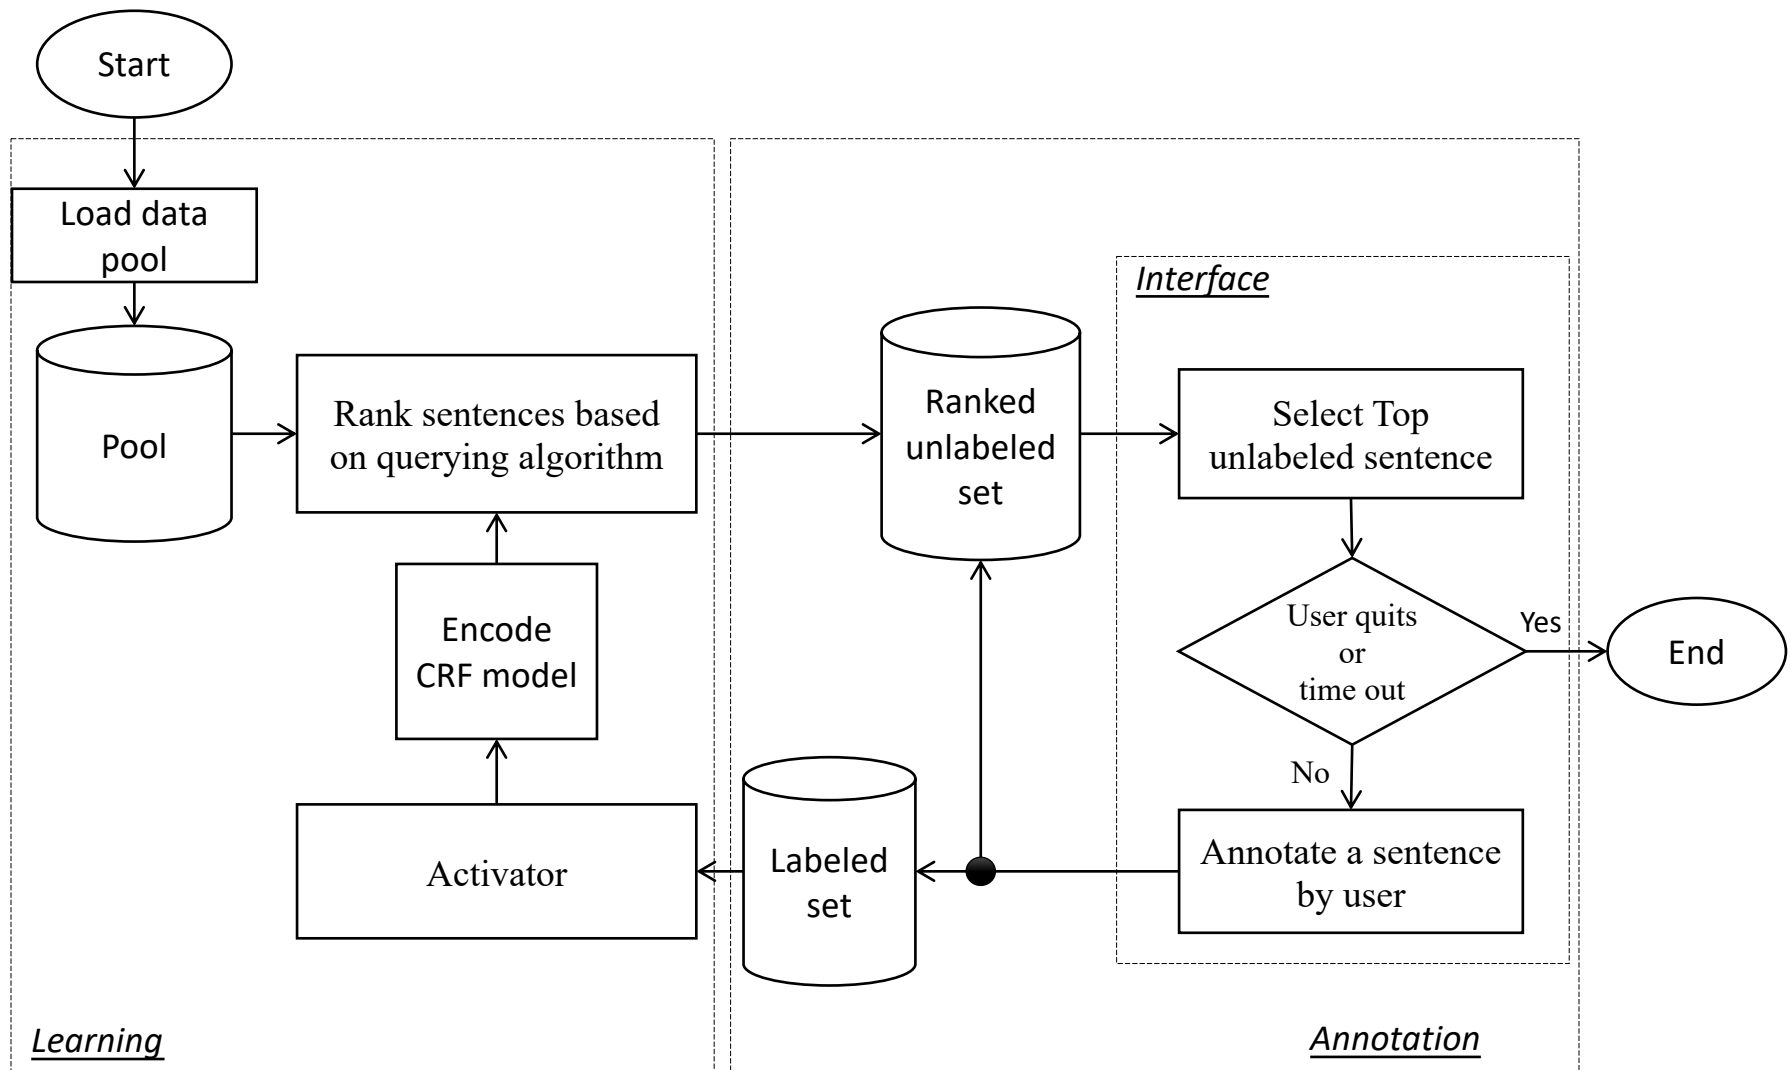 Start
Load data
pool
Pool
Rank sentences based
on querying algorithm
Encode
CRF model
Activator
Learning
Ranked
unlabeled
set
Labeled
set
Interface
Select Top
unlabeled sentence
User quits
or
time out
Yes
End
No
Annotate a sentence
by user
Annotation